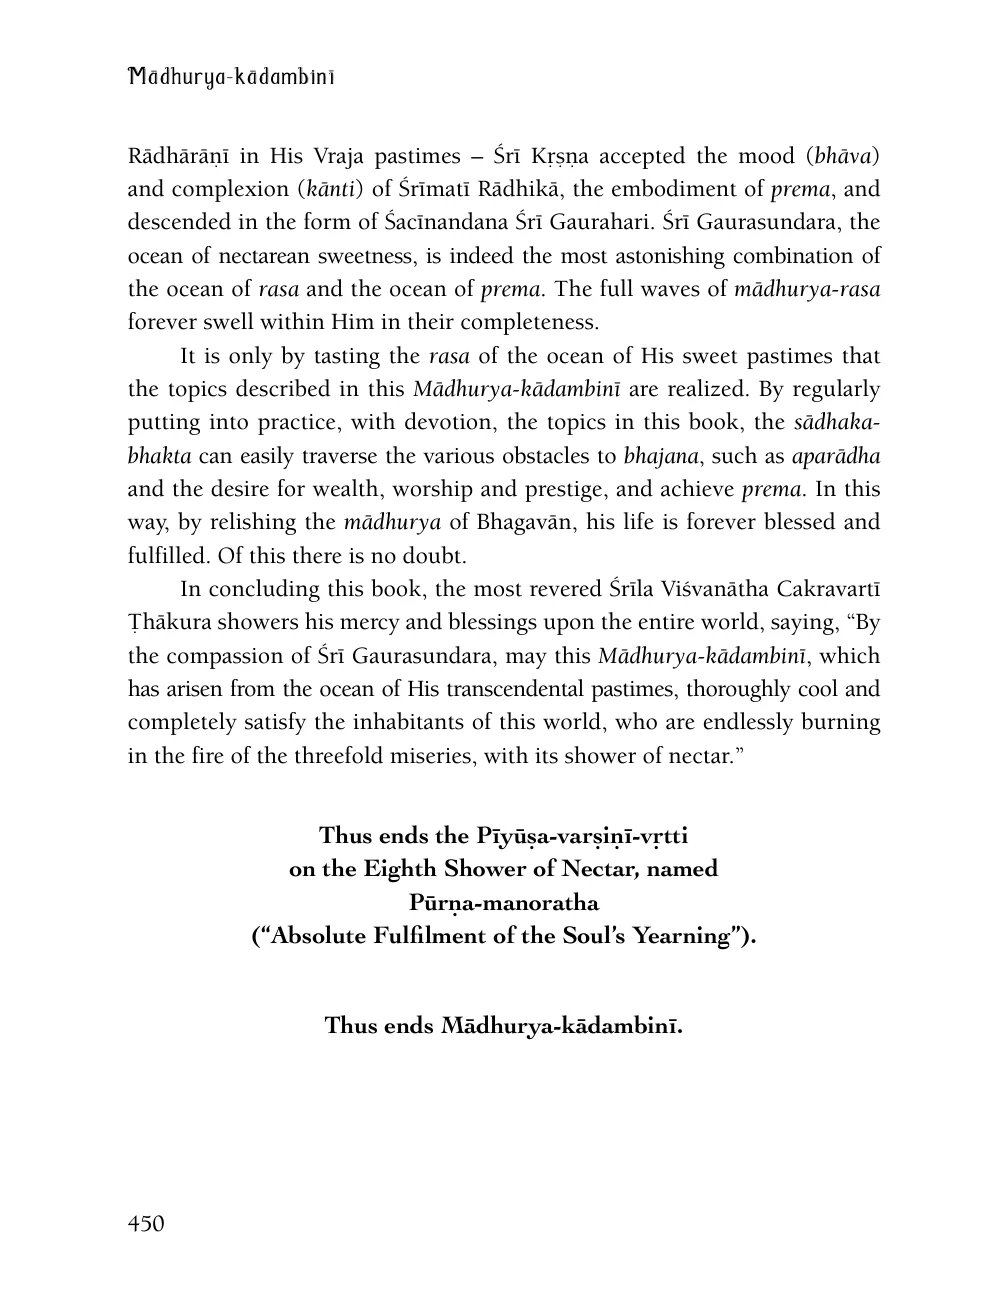 Mādhurya-kādambinī
Rādhārāṇī in His Vraja pastimes – Śrī Kṛṣṇa accepted the mood (bhāva)
and complexion (kānti) of Śrīmatī Rādhikā, the embodiment of prema, and
descended in the form of Śacīnandana Śrī Gaurahari. Śrī Gaurasundara, the
ocean of nectarean sweetness, is indeed the most astonishing combination of
the ocean of rasa and the ocean of prema. The full waves of mādhurya-rasa
forever swell within Him in their completeness.
It is only by tasting the rasa of the ocean of His sweet pastimes that
the topics described in this Mādhurya-kādambinī are realized. By regularly
putting into practice, with devotion, the topics in this book, the sādhaka-
bhakta can easily traverse the various obstacles to bhajana, such as aparādha
and the desire for wealth, worship and prestige, and achieve prema. In this
way, by relishing the mādhurya of Bhagavān, his life is forever blessed and
fulfilled. Of this there is no doubt.
In concluding this book, the most revered Śrīla Viśvanātha Cakravartī
Ṭhākura showers his mercy and blessings upon the entire world, saying, “By
the compassion of Śrī Gaurasundara, may this Mādhurya-kādambinī, which
has arisen from the ocean of His transcendental pastimes, thoroughly cool and
completely satisfy the inhabitants of this world, who are endlessly burning
in the fire of the threefold miseries, with its shower of nectar.”
Thus ends the Pīyūṣa-varṣiṇī-vṛtti
on the Eighth Shower of Nectar, named
Pūrṇa-manoratha
(“Absolute Fulfilment of the Soul’s Yearning”).
Thus ends Mādhurya-kādambinī.
450